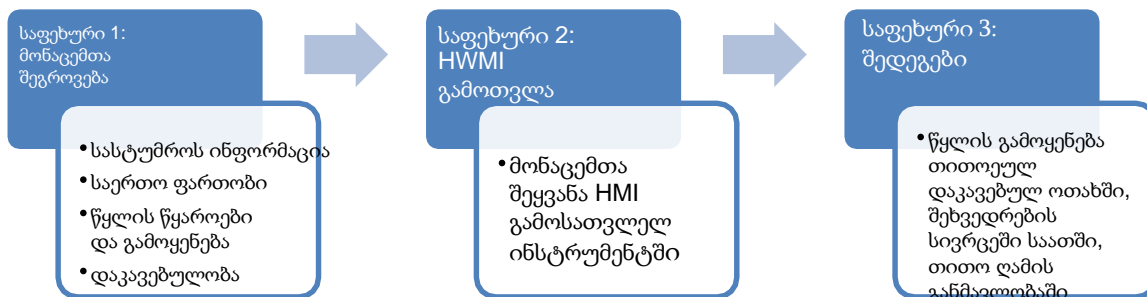 საფეხური 1:
მონაცემთა
შეგროვება
• სასტუმროს ინფორმაცია
• საერთო ფართობი
• წყლის წყაროები
და გამოყენება
• დაკავებულობა
საფეხური 2:
HWMI
გამოთვლა
• მონაცემთა
შეყვანა HMI
გამოსათვლელ
ინსტრუმენტში
საფეხური 3:
შედეგები
• წყლის გამოყენება
თითოეულ
დაკავებულ ოთახში,
შეხვედრების
სივრცეში საათში,
თითო ღამის
განმავლობაში